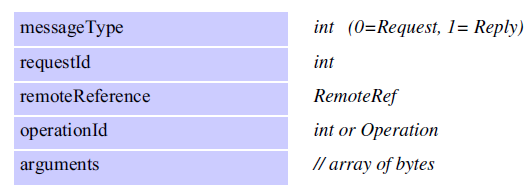 messageType int (0=Request, 1= Reply)
requestId int
remoteReference RemoteRef
operationId int or Operation
arguments // array of bytes